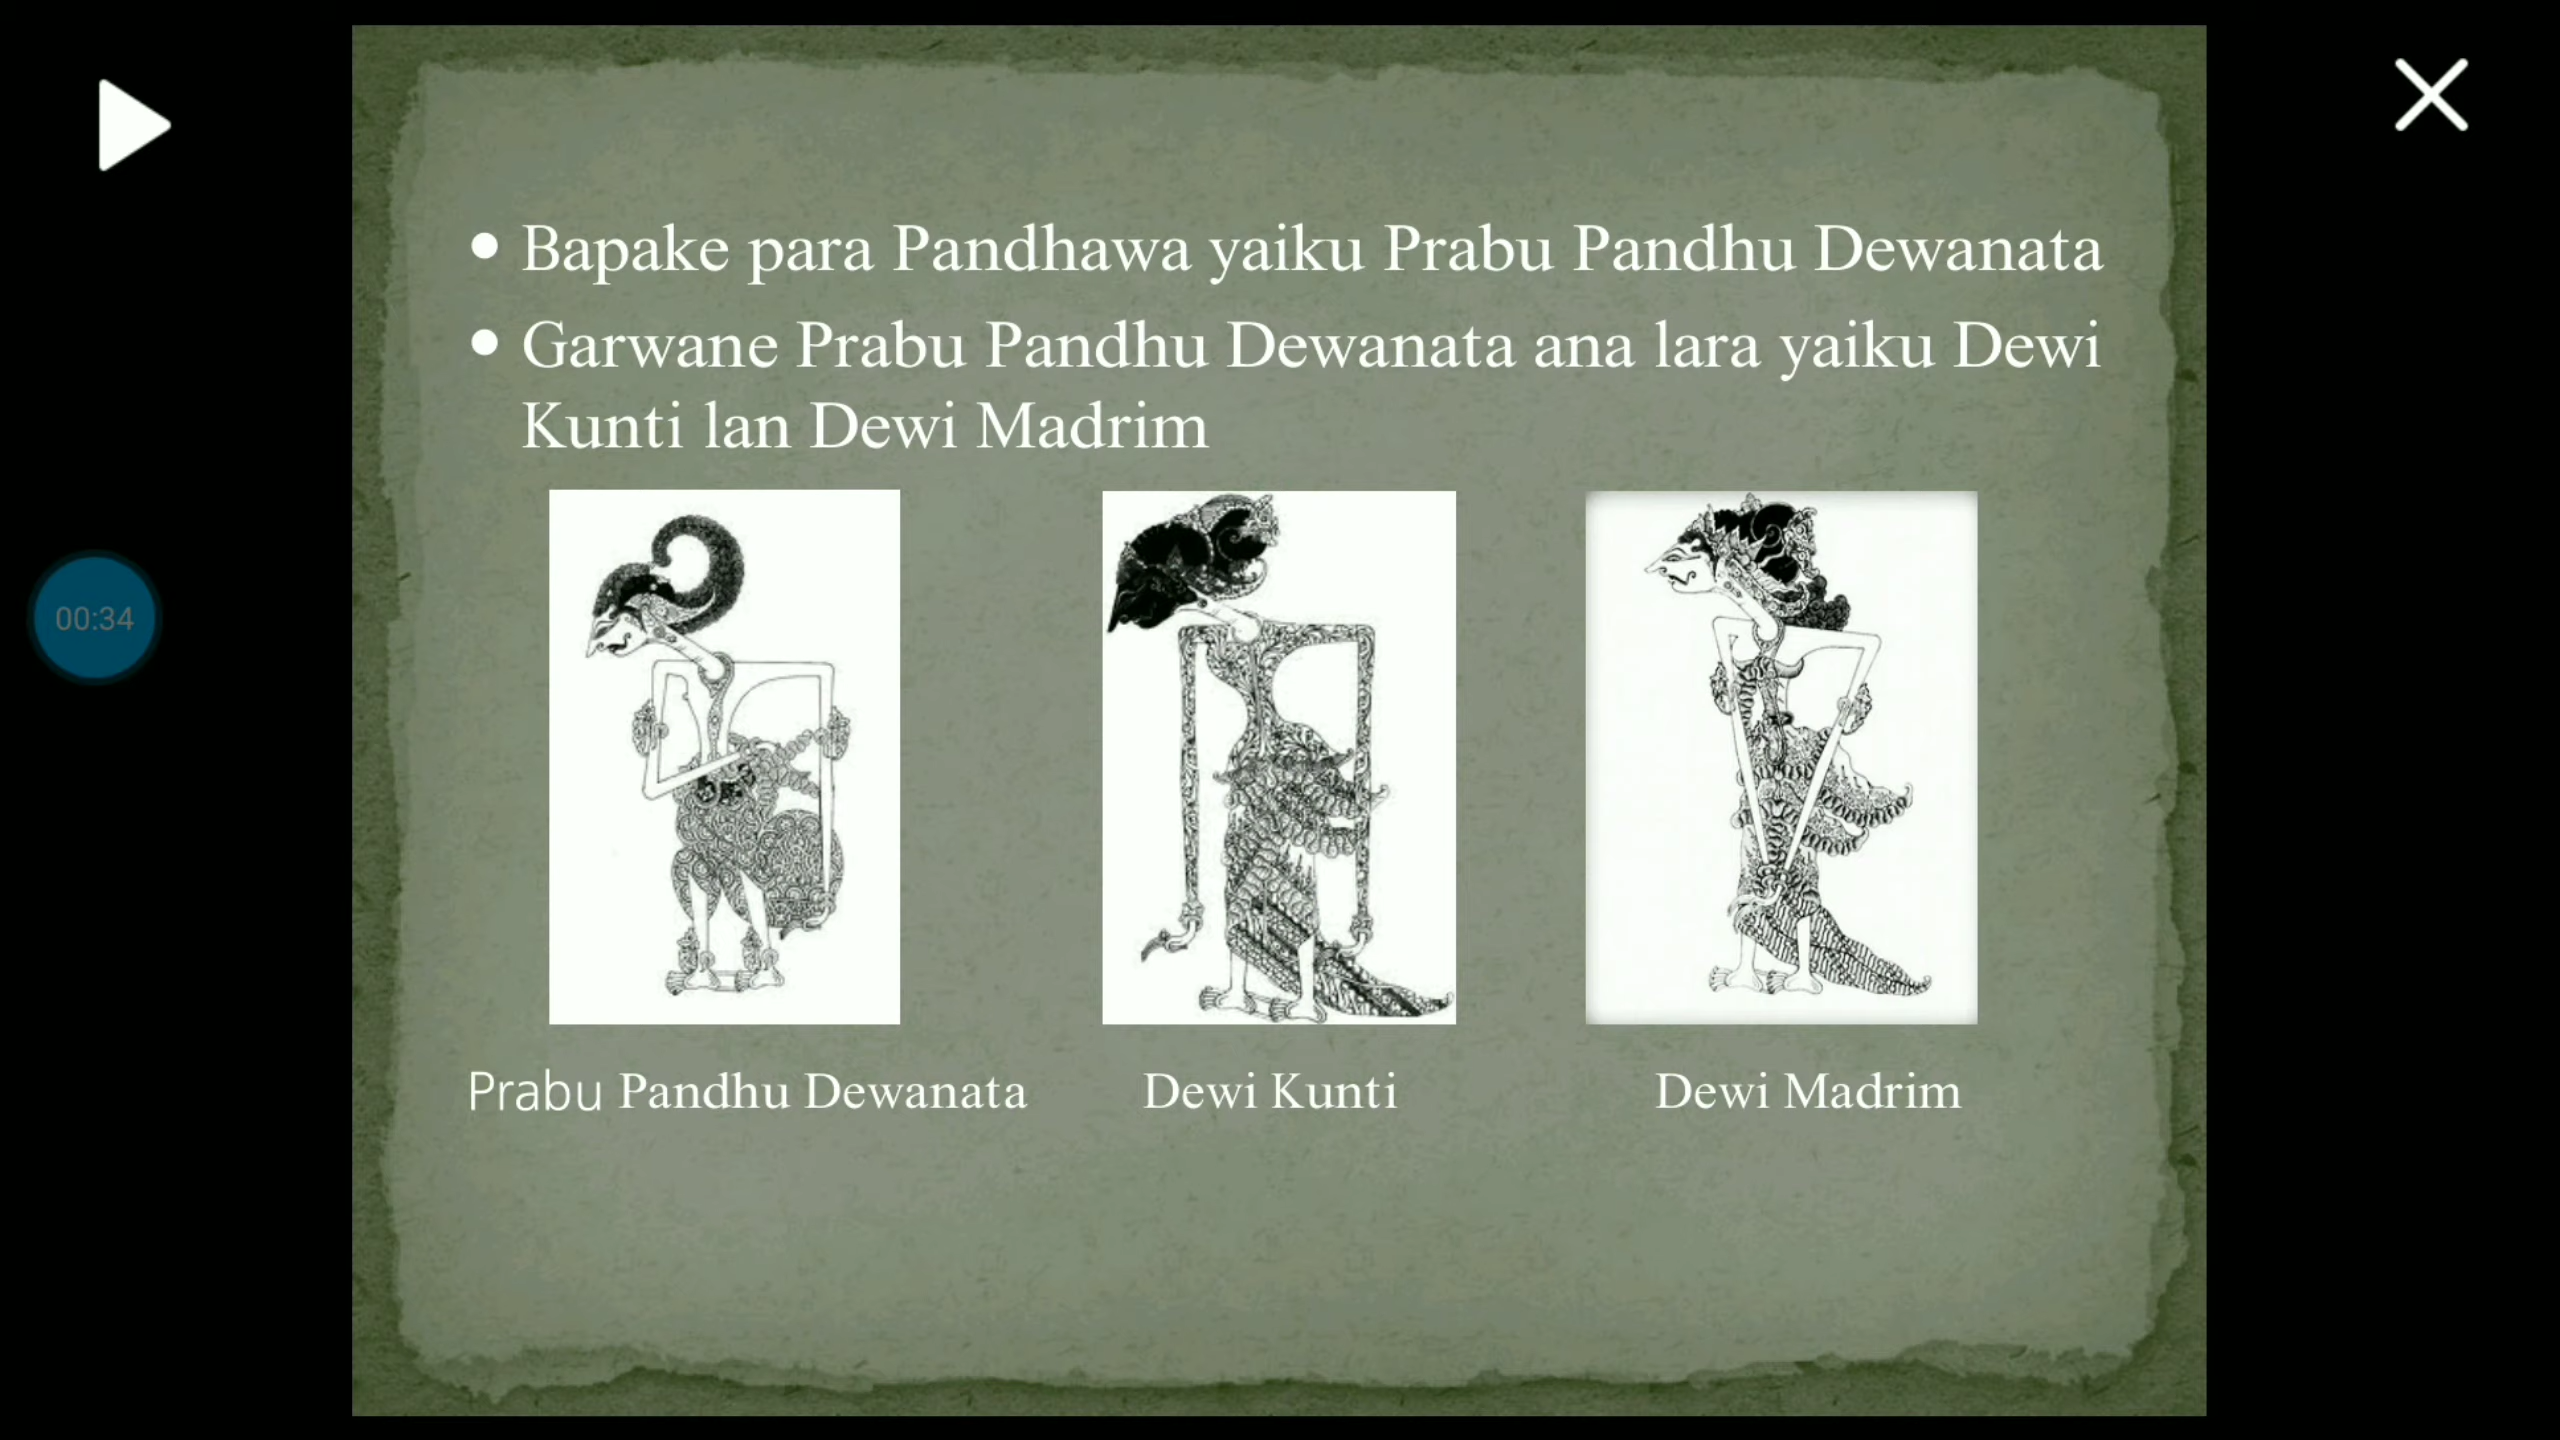 Bapake para Pandhawa yaiku Prabu Pandhu Dewanata
Garwane Prabu Pandhu Dewanata ana lara yaiku Dewi
Kunti lan Dewi Madrim
00:34
Prabu Pandhu Dewanata
Dewi Kunti
Dewi Madrim